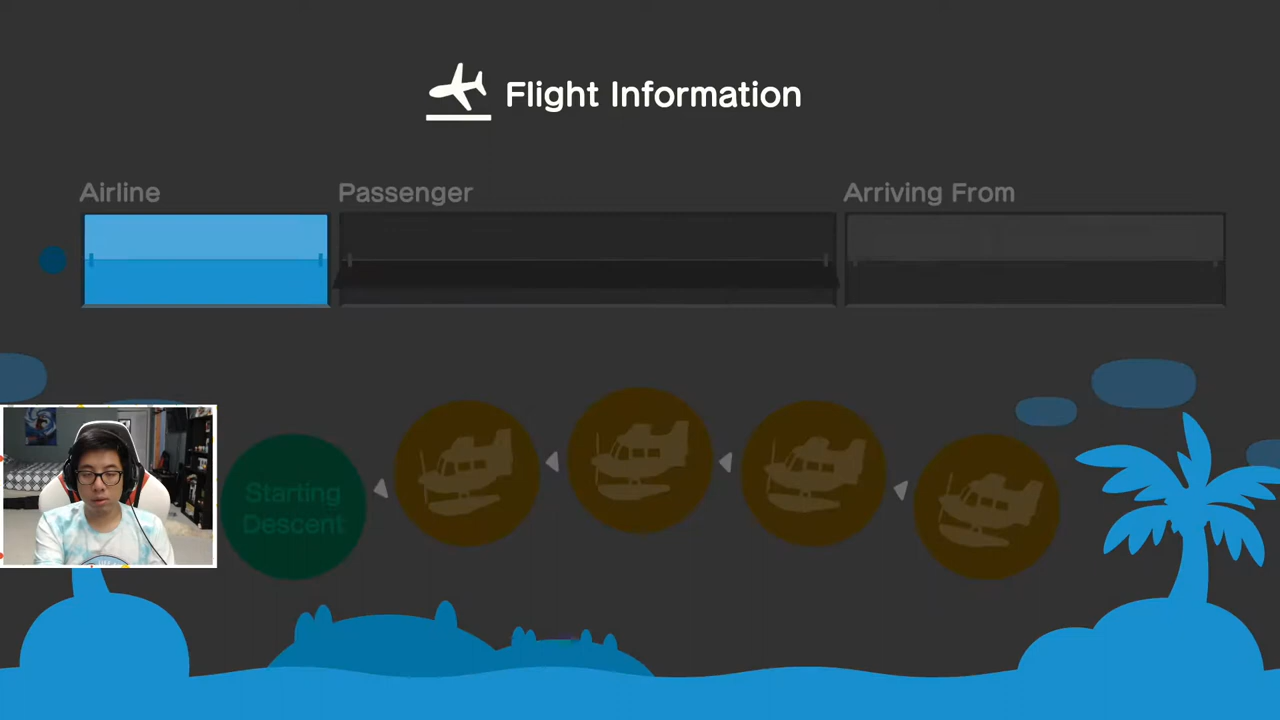 Flight Information
Airline
Passenger
Arriving From
Starting
Descent